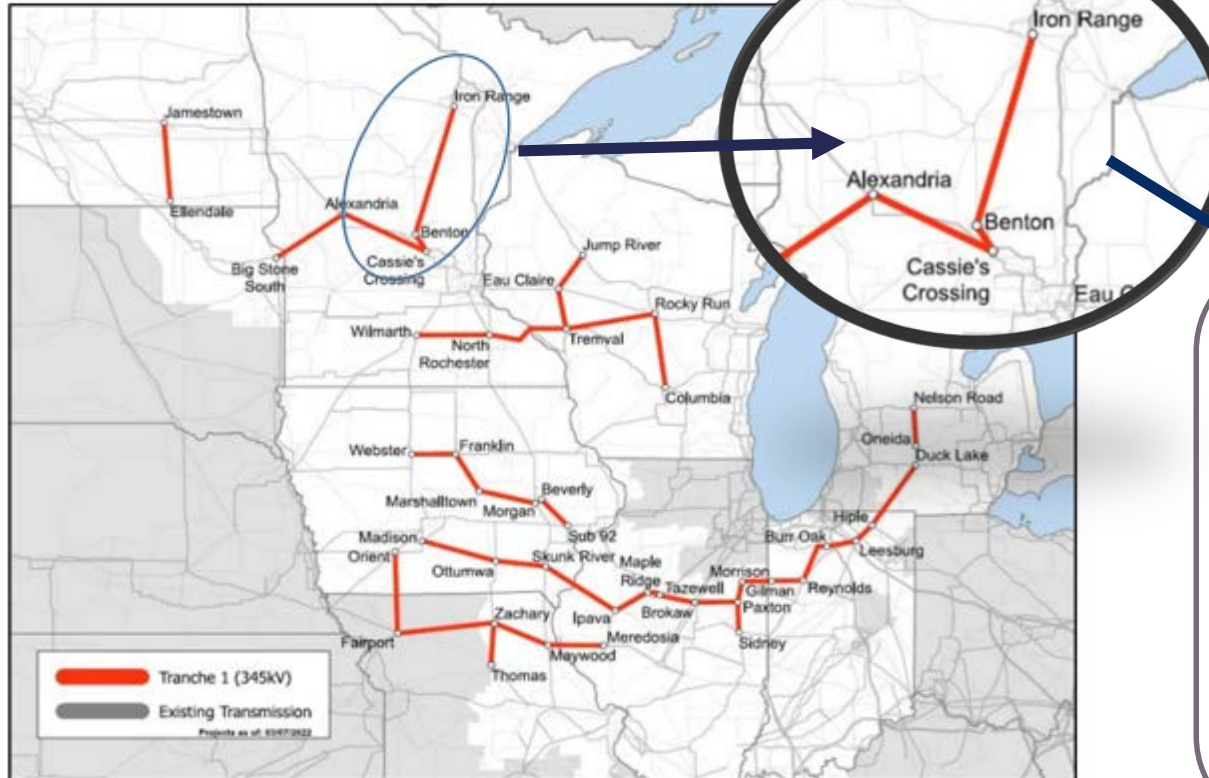 Iron Range
Alexandria
Benton
Cassie's
Crossing
Jamestown
Ellendale
Iron Range
Alexandria
Benton
Cassie's
Crossing
Big Stone
South
Jump River
Eau Claire
Rocky Run
Wilmarth
North
Rochester
Tremval
Columbia
Nelson Road
Oneida
Duck Lake
Webster
Franklin
Marshalltown
Beverly
Morgan
Sub 92
Hiple
Burr Oak
Leesburg
Madison
Orient
Ottumwa
Skunk River
Maple
Ridge
Tazewell
Morrison
Gilman
Reynolds
Ipava
Brokaw
Paxton
Sidney
Zachary
Fairport
Meredosia
Maywood
Thomas
Tranche 1 (345kV)
Existing Transmission
Projects as of: